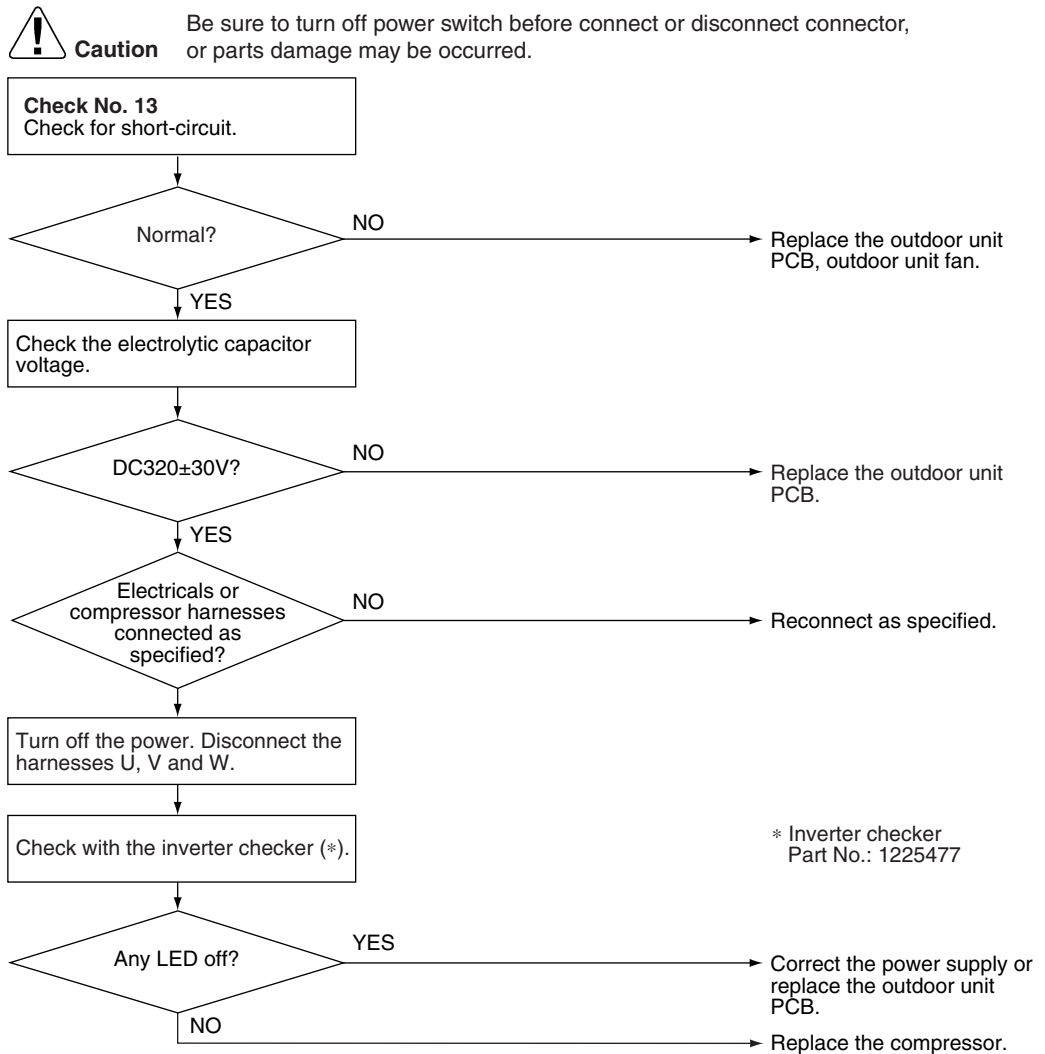 Be sure to turn off power switch before connect or disconnect connector,
Caution or parts damage may be occurred.
Check No. 13
Check for short-circuit.
Normal?
NO
Replace the outdoor unit
PCB, outdoor unit fan.
YES
Check the electrolytic capacitor
voltage.
DC320±30V?
NO
Replace the outdoor unit
PCB.
YES
Electricals or
compressor harnesses
connected as
specified?
NO
Reconnect as specified.
Turn off the power. Disconnect the
harnesses U, V and W.
Check with the inverter checker (*).
* Inverter checker
Part No.: 1225477
Any LED off?
YES
Correct the power supply or
replace the outdoor unit
PCB.
NO
Replace the compressor.